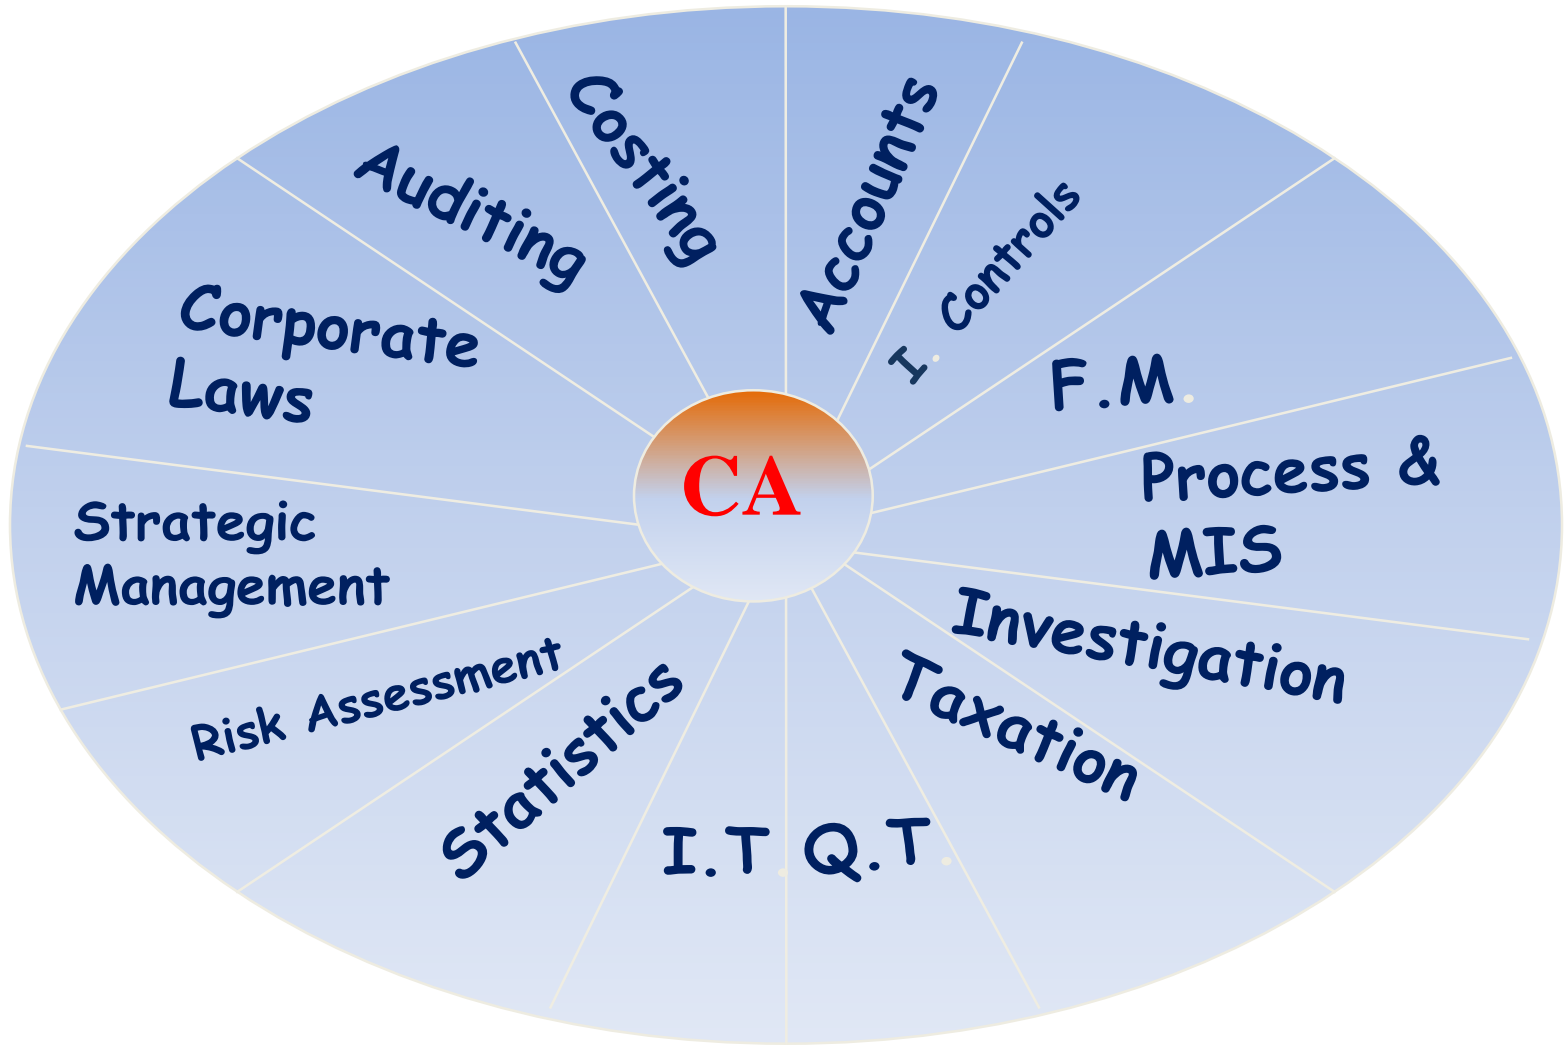 Costing
Accounts
Auditing
I. Controls
Corporate
Laws
F.M.
CA
Process &
MIS
Strategic
Management
Investigation
Risk Assessment
Statistics
Taxation
I.T.
Q.T.